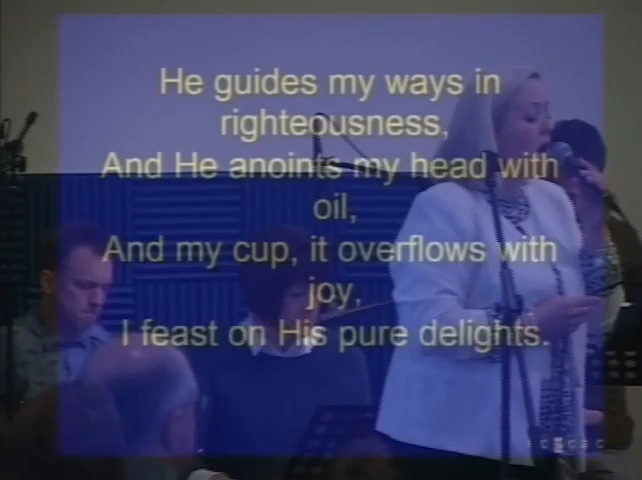 He guides my ways in
righteousness,
And He anoints my head with
oil,
And my cup, it overflows with
joy,
I feast on His pure delights.